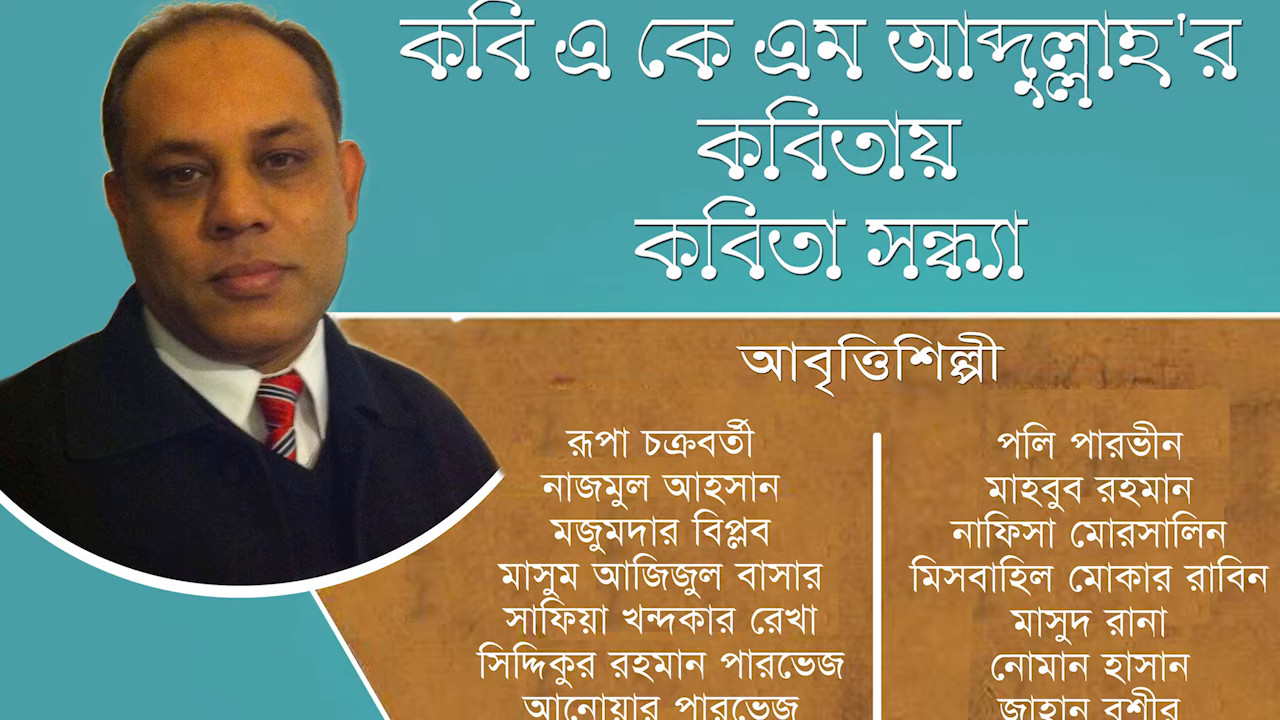 কবি এ কে এম আব্দুল্লাহ'র
কবিতায়
কবিতা সন্ধ্যা
আবৃত্তিশিল্পী
রূপা চক্রবর্তী
নাজমুল আহসান
মজুমদার বিপ্লব
মাসুম আজিজুল বাসার
সাফিয়া খন্দকার রেখা
সিদ্দিকুর রহমান পারভেজ
আনোয়ার পারভেজ
পলি পারভীন
মাহবুব রহমান
নাফিসা মোরসালিন
মিসবাহিল মোকার রাবিন
মাসুদ রানা
নোমান হাসান
জাহান বশীর